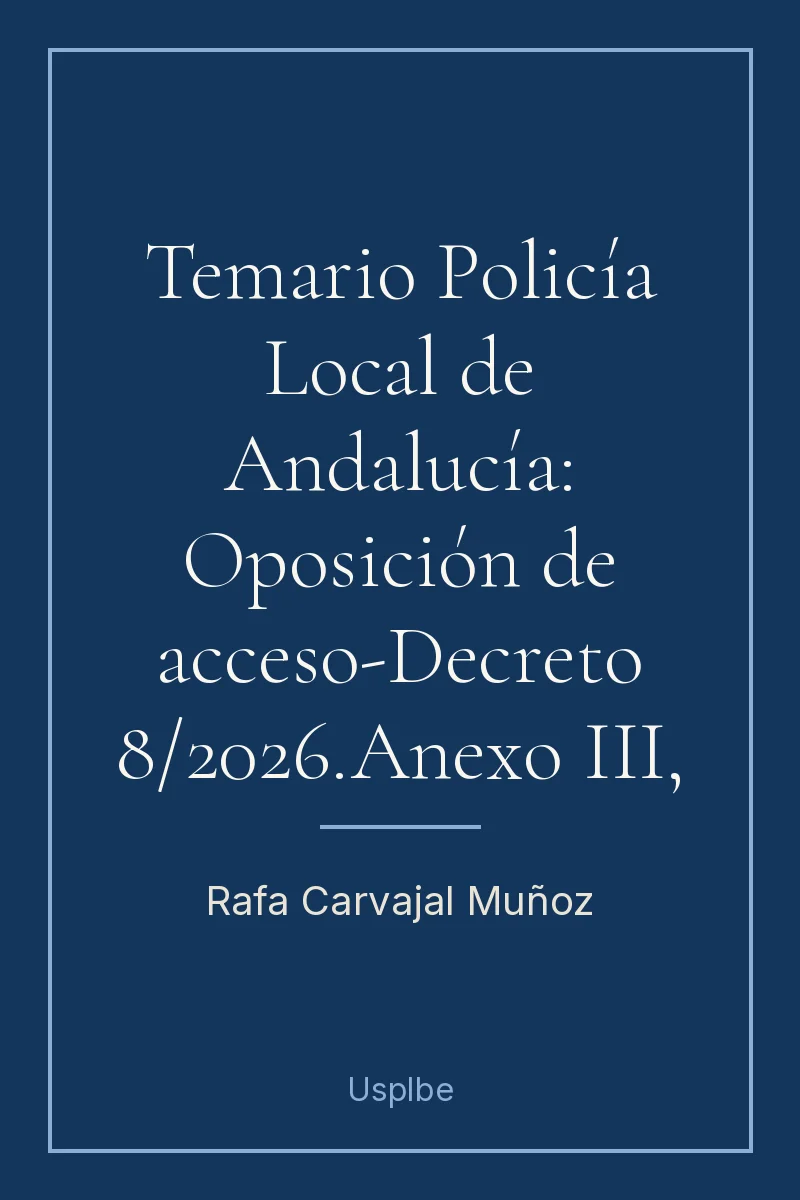 Temario Policía
Local de
Andalucía:
Oposición de
acceso-Decreto
8/2026.Anexo III,
Rafa Carvajal Muñoz
Usplbe